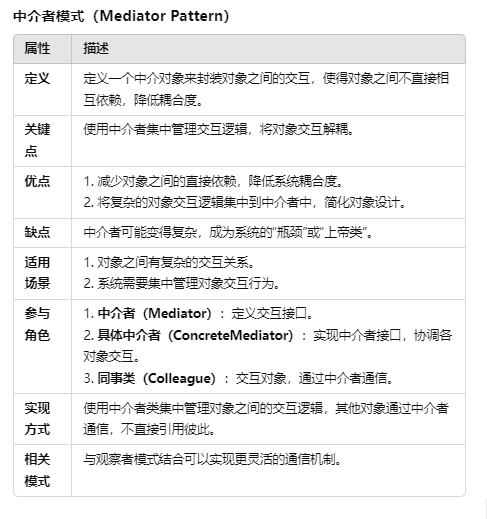 中介者模式（Mediator Pattern）
属性 描述
定义 定义一个中介对象来封装对象之间的交互，使得对象之间不直接相
互依赖，降低耦合度。
关键 使用中介者集中管理交互逻辑，将对象交互解耦。
点
优点 1. 减少对象之间的直接依赖，降低系统耦合度。
2. 将复杂的对象交互逻辑集中到中介者中，简化对象设计。
缺点 中介者可能变得复杂，成为系统的“瓶颈”或“上帝类”。
适用 1. 对象之间有复杂的交互关系。
场景 2. 系统需要集中管理对象交互行为。
参与 1. 中介者（Mediator）：定义交互接口。
角色 2. 具体中介者（ConcreteMediator）：实现中介者接口，协调各
对象交互。
3. 同事类（Colleague）：交互对象，通过中介者通信。
实现 使用中介者类集中管理对象之间的交互逻辑，其他对象通过中介者
方式 通信，不直接引用彼此。
相关 与观察者模式结合可以实现更灵活的通信机制。
模式